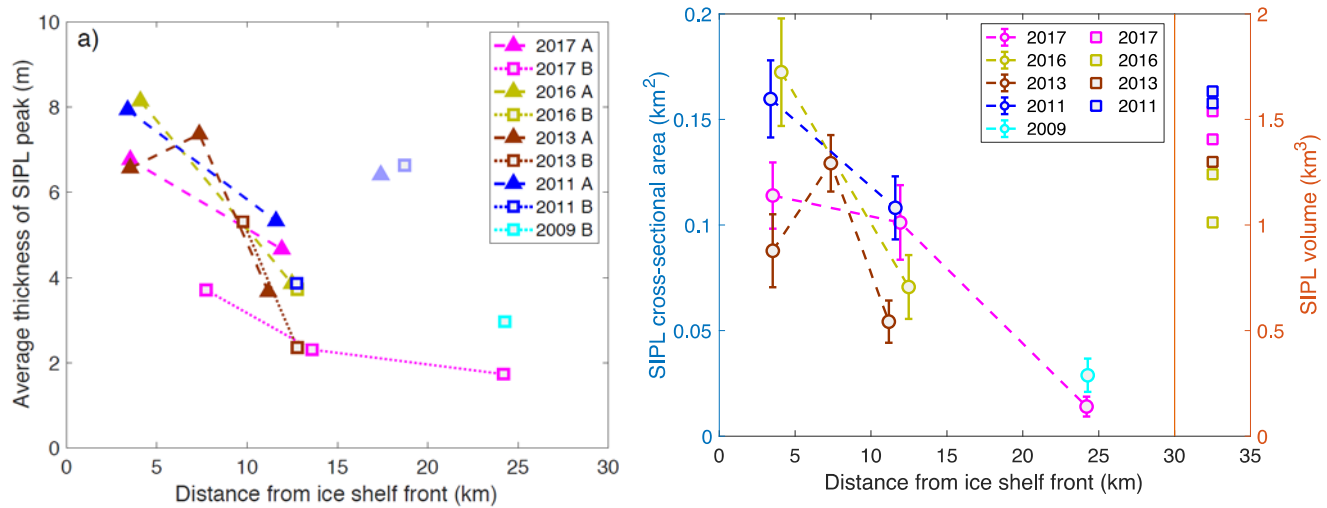 a)
Average thickness of SIPL peak (m)
10
8
6
4
2
0
0 5 10 15 20 25 30
Distance from ice shelf front (km)
2017 A
2017 B
2016 A
2016 B
2013 A
2013 B
2011 A
2011 B
2009 B
SIPL cross-sectional area (km2)
0.2
0.15
0.1
0.05
0
0 5 10 15 20 25 30 35
Distance from ice shelf front (km)
2017 2017
2016 2016
2013 2013
2011 2011
2009
2
1.5
1
0.5
0
SIPL volume (km3)